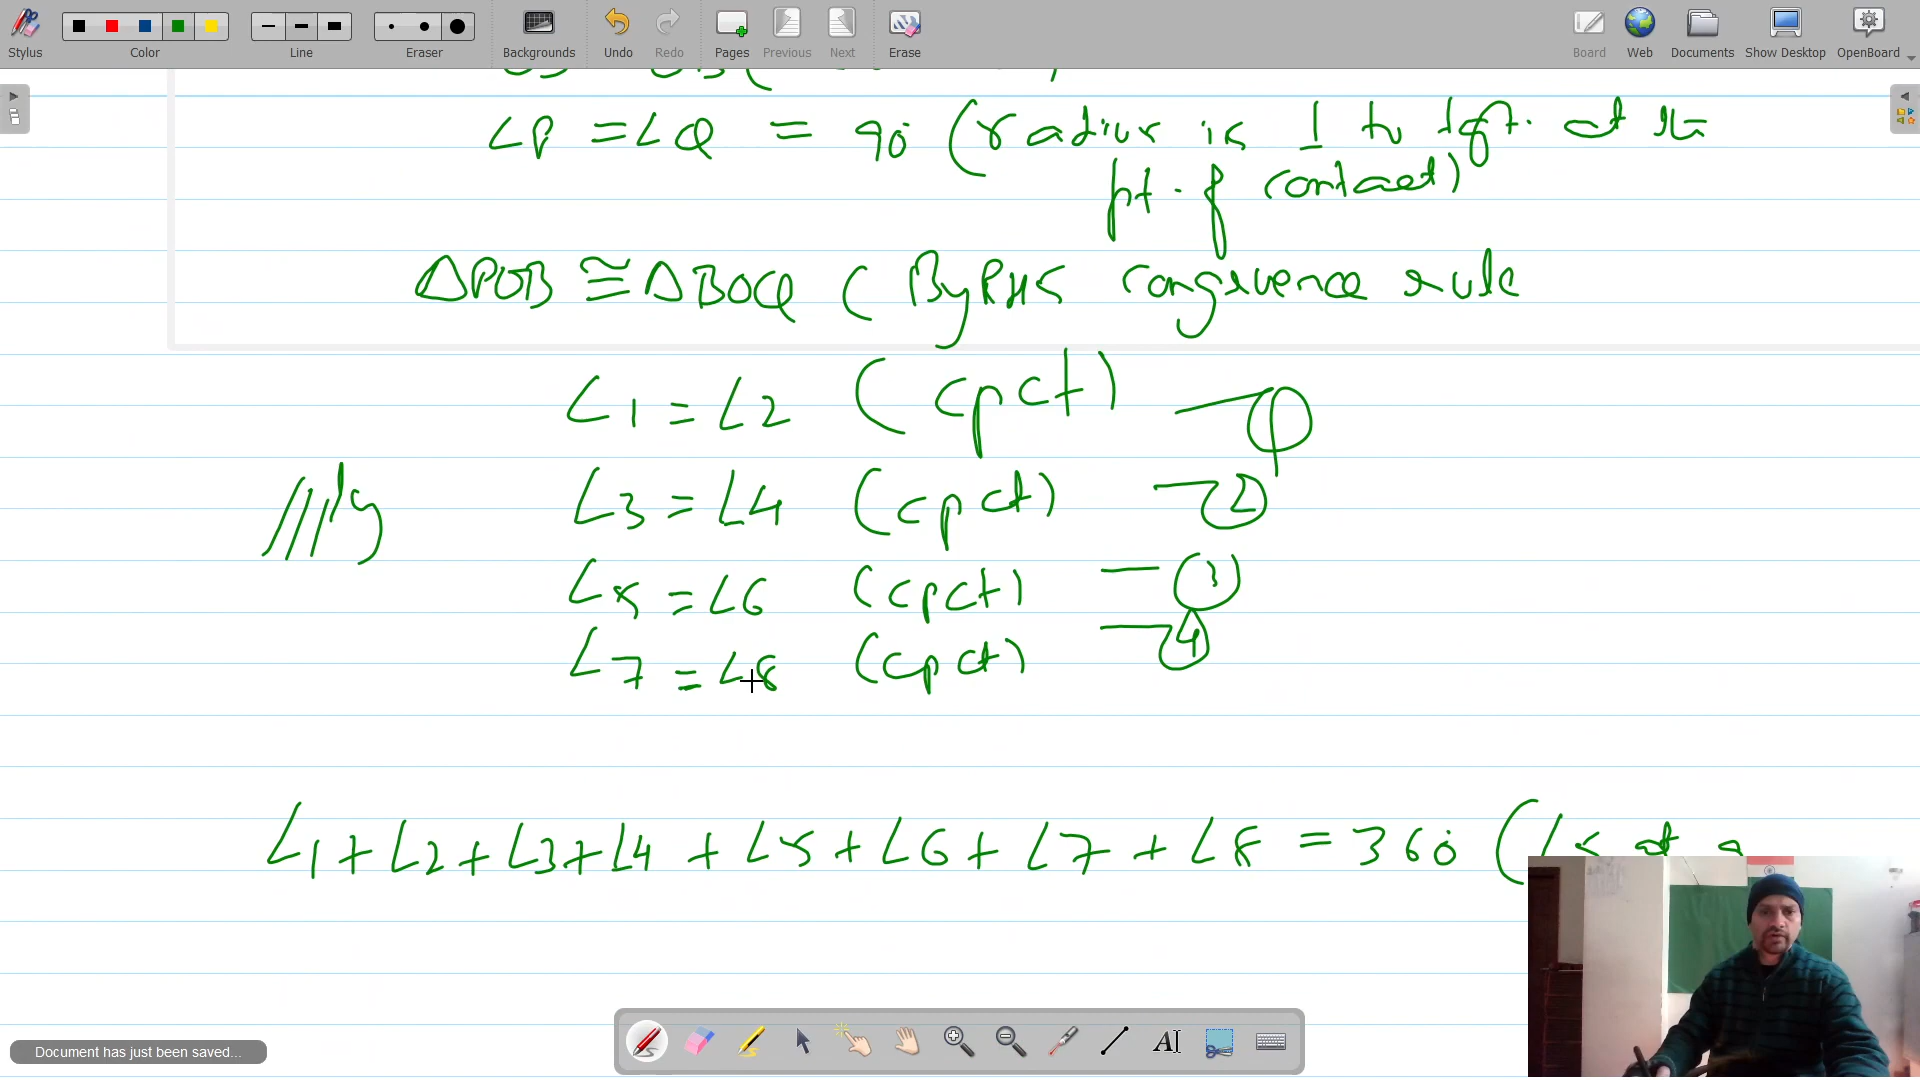 Stylus Color Line Eraser Backgrounds Undo Redo Pages Previous Next Erase Board Web Documents Show Desktop OpenBoard
∠P = ∠Q = 90° (radius is ⊥ to tgt. at the
pt. of contact)
△POB ≅ △BOQ ( By RHS congruence rule
∠1 = ∠2 (cpct) — ①
|||ly ∠3 = ∠4 (cpct) — ②
∠5 = ∠6 (cpct) — ③
∠7 = ∠8 (cpct) — ④
∠1 + ∠2 + ∠3 + ∠4 + ∠5 + ∠6 + ∠7 + ∠8 = 360° (∠s at a
Document has just been saved...